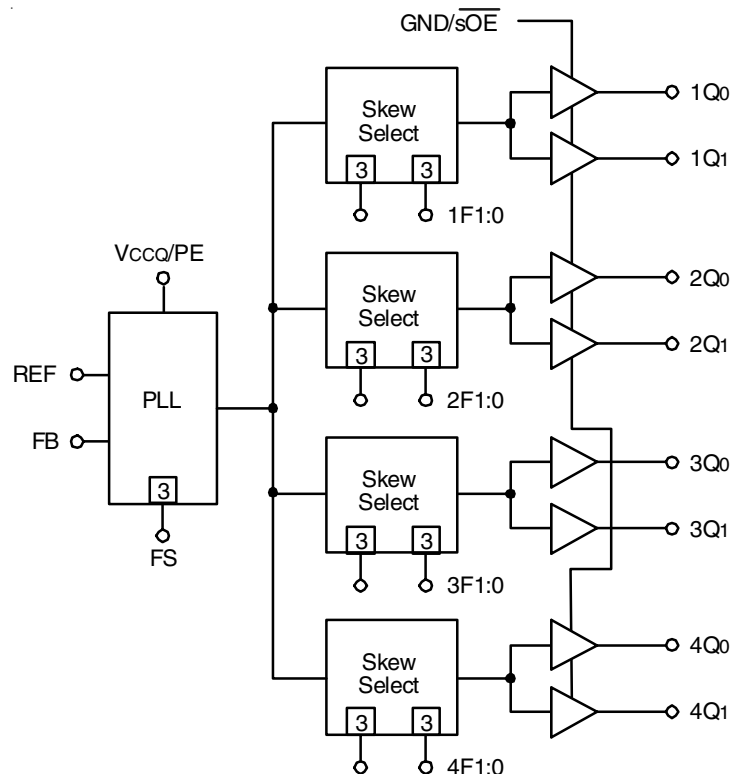 GND/sOE
Skew
Select
3 3
1F1:0
1Q0
1Q1
VCCQ/PE
REF
FB
PLL
3
FS
Skew
Select
3 3
2F1:0
2Q0
2Q1
Skew
Select
3 3
3F1:0
3Q0
3Q1
Skew
Select
3 3
4F1:0
4Q0
4Q1